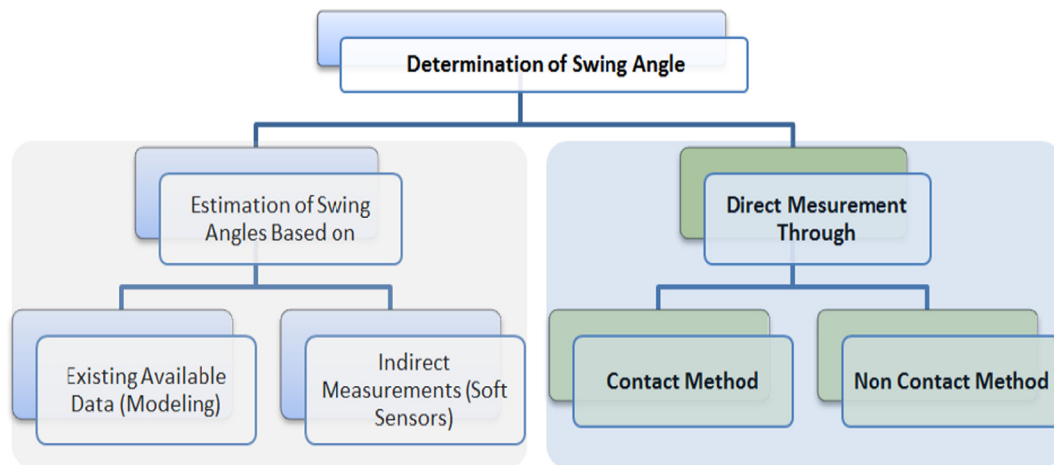 Determination of Swing Angle
Estimation of Swing
Angles Based on
Direct Mesurement
Through
Existing Available
Data (Modeling)
Indirect
Measurements (Soft
Sensors)
Contact Method
Non Contact Method